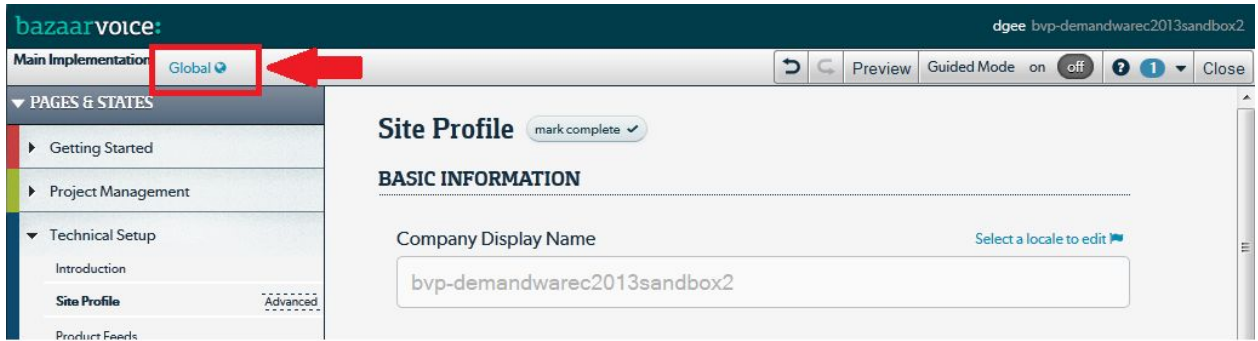 bazaarvoice:
dgee bvp-demandwarec2013sandbox2
Main Implementation Global
Preview Guided Mode on off ? 1 Close
PAGES & STATES
Getting Started
Project Management
Technical Setup
Introduction
Site Profile Advanced
Product Feeds
Site Profile mark complete
BASIC INFORMATION
Company Display Name Select a locale to edit
bvp-demandwarec2013sandbox2